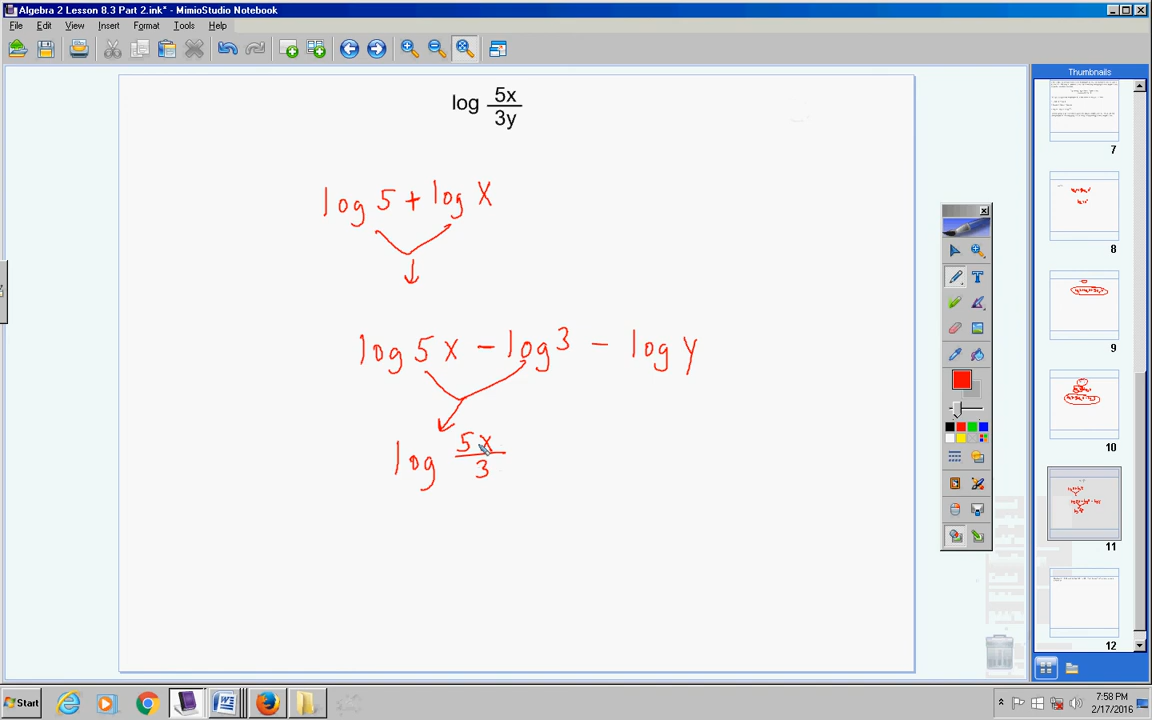 Algebra 2 Lesson 8.3 Part 2.ink* - MimioStudio Notebook
File Edit View Insert Format Tools Help
log 5x/3y
log 5 + log x
log 5x - log 3 - log y
log 5x/3
Thumbnails
7
8
9
10
11
12
Start
7:58 PM
2/17/2016